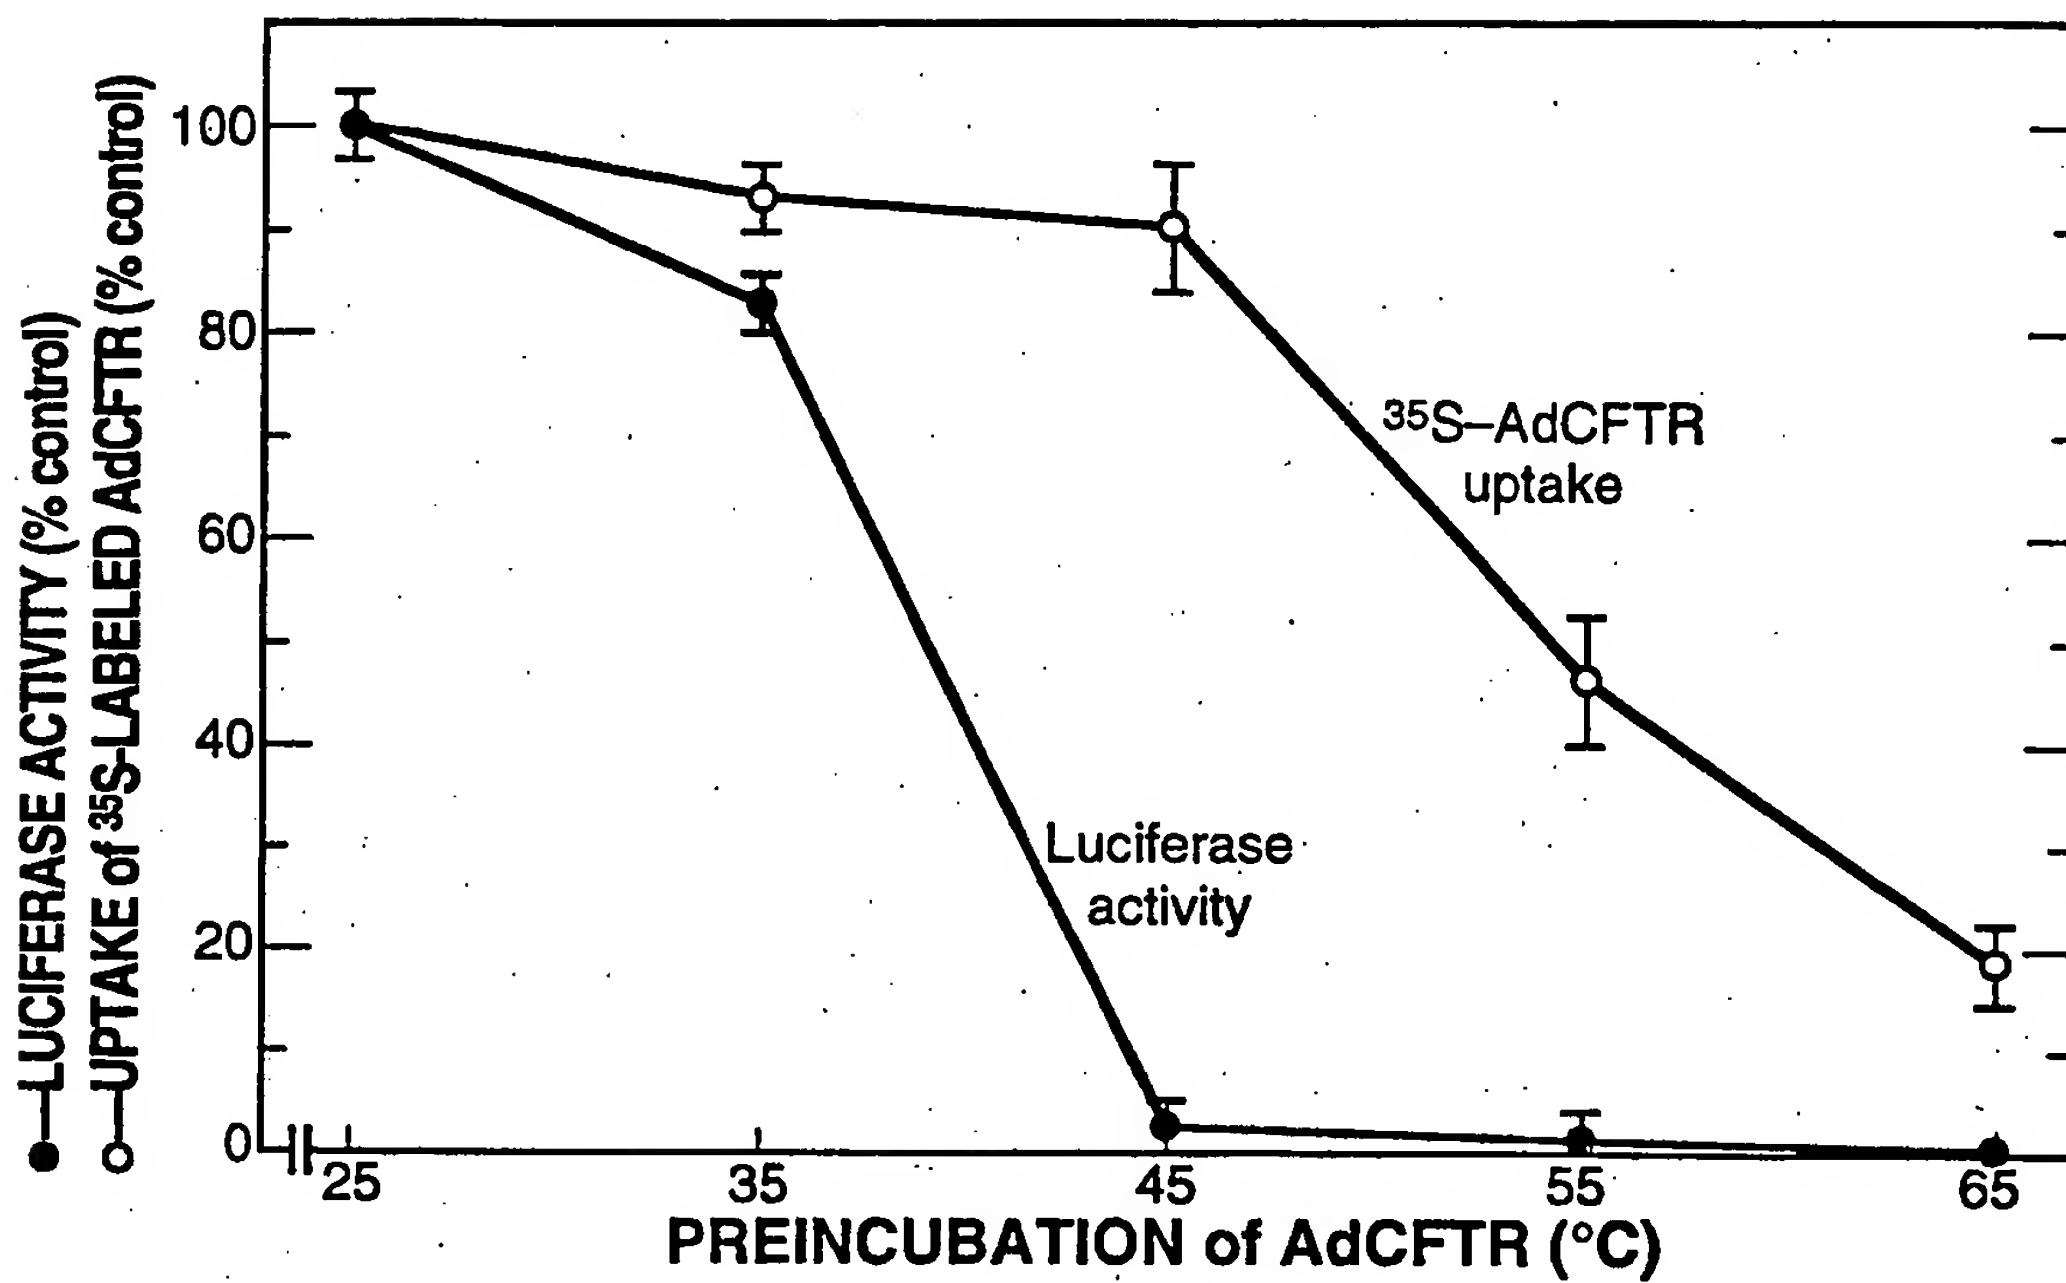 LUCIFERASE ACTIVITY (% control)
UPTAKE of ³⁵S-LABELED AdCFTR (% control)
100
80
60
40
20
0
³⁵S–AdCFTR
uptake
Luciferase
activity
25 35 45 55 65
PREINCUBATION of AdCFTR (°C)